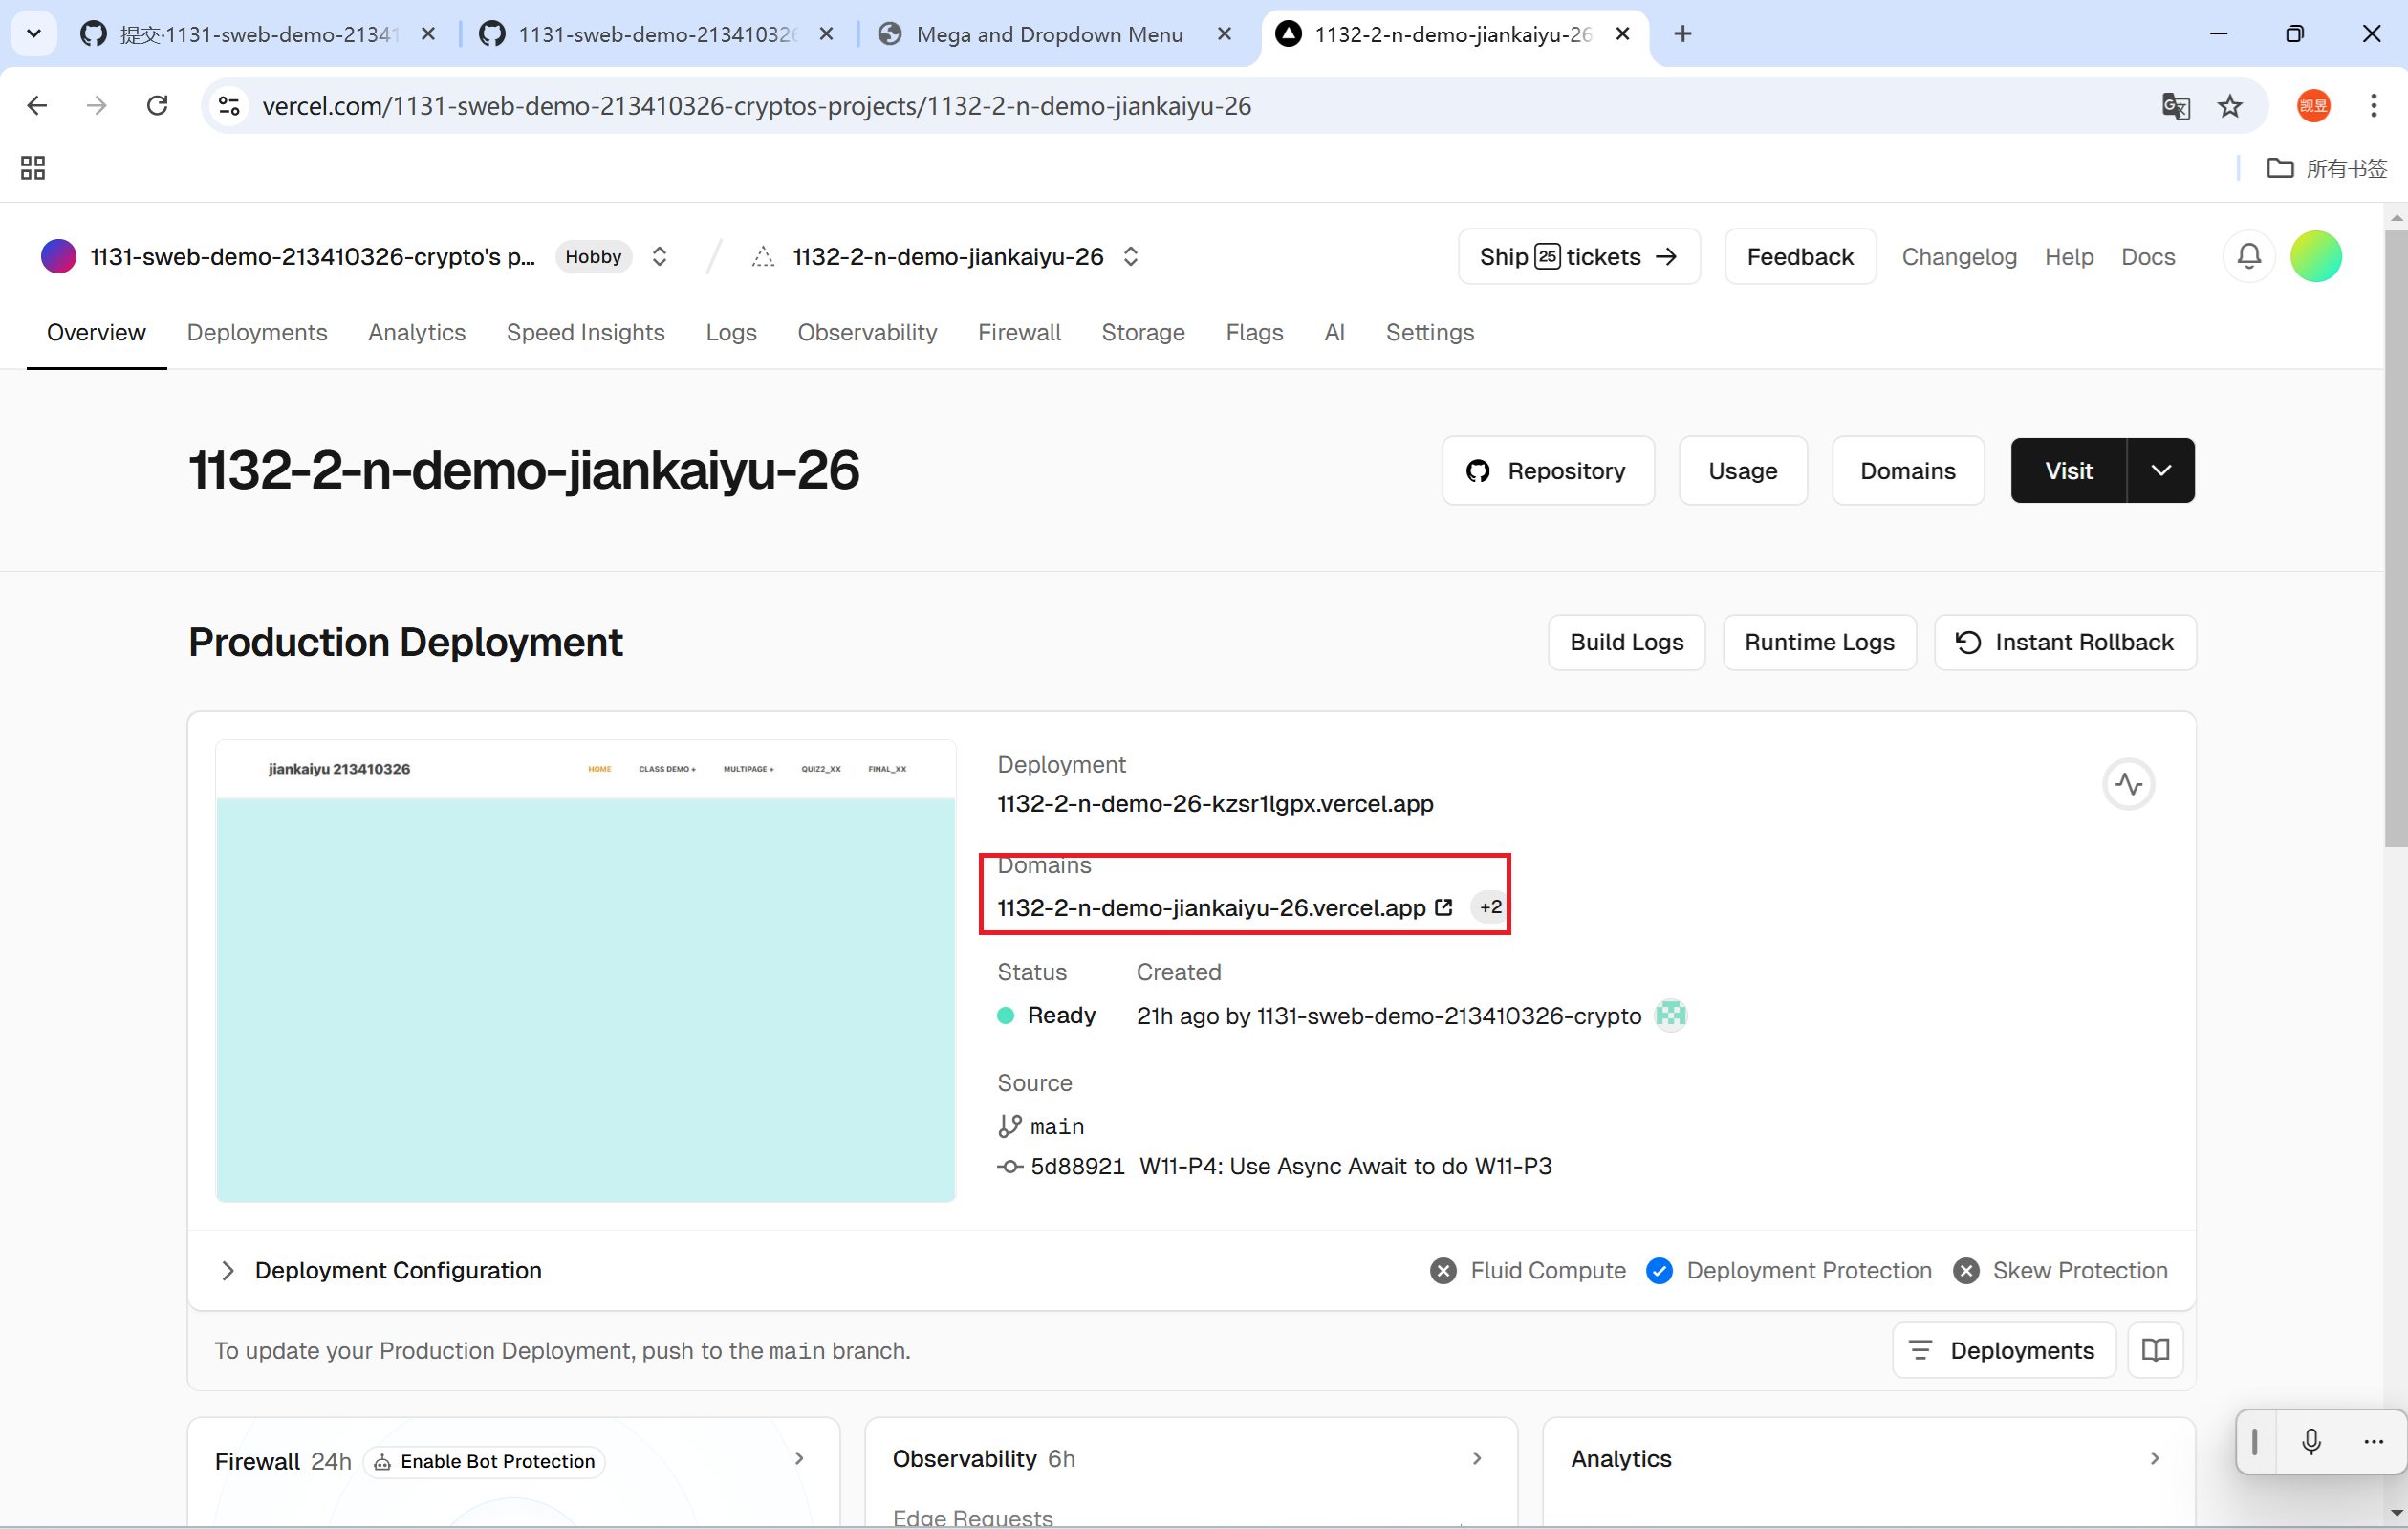 提交·1131-sweb-demo-21341
1131-sweb-demo-213410326
Mega and Dropdown Menu
1132-2-n-demo-jiankaiyu-26
vercel.com/1131-sweb-demo-213410326-cryptos-projects/1132-2-n-demo-jiankaiyu-26
觊昱
所有书签
1131-sweb-demo-213410326-crypto's p...
Hobby
1132-2-n-demo-jiankaiyu-26
Ship 25 tickets →
Feedback
Changelog
Help
Docs
Overview
Deployments
Analytics
Speed Insights
Logs
Observability
Firewall
Storage
Flags
AI
Settings
1132-2-n-demo-jiankaiyu-26
Repository
Usage
Domains
Visit
Production Deployment
Build Logs
Runtime Logs
Instant Rollback
jiankaiyu 213410326
HOME
CLASS DEMO +
MULTIPAGE +
QUIZ2_XX
FINAL_XX
Deployment
1132-2-n-demo-26-kzsr1lgpx.vercel.app
Domains
1132-2-n-demo-jiankaiyu-26.vercel.app
+2
Status
Created
Ready
21h ago by 1131-sweb-demo-213410326-crypto
Source
main
5d88921 W11-P4: Use Async Await to do W11-P3
Deployment Configuration
Fluid Compute
Deployment Protection
Skew Protection
To update your Production Deployment, push to the main branch.
Deployments
Firewall 24h
Enable Bot Protection
Observability 6h
Analytics
Edge Requests